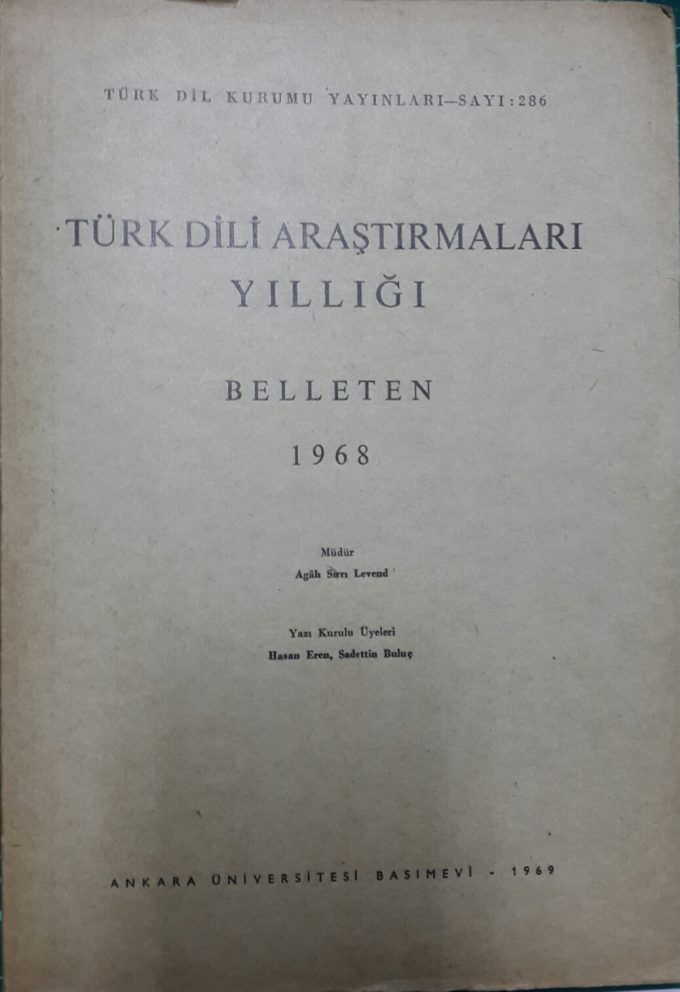 TÜRK DİL KURUMU YAYINLARI—SAYI: 286
TÜRK DİLİ ARAŞTIRMALARI
YILLIĞI
BELLETEN
1968
Müdür
Agâh Sırrı Levend
Yazı Kurulu Üyeleri
Hasan Eren, Sadettin Buluç
ANKARA ÜNİVERSİTESİ BASIMEVİ - 1969